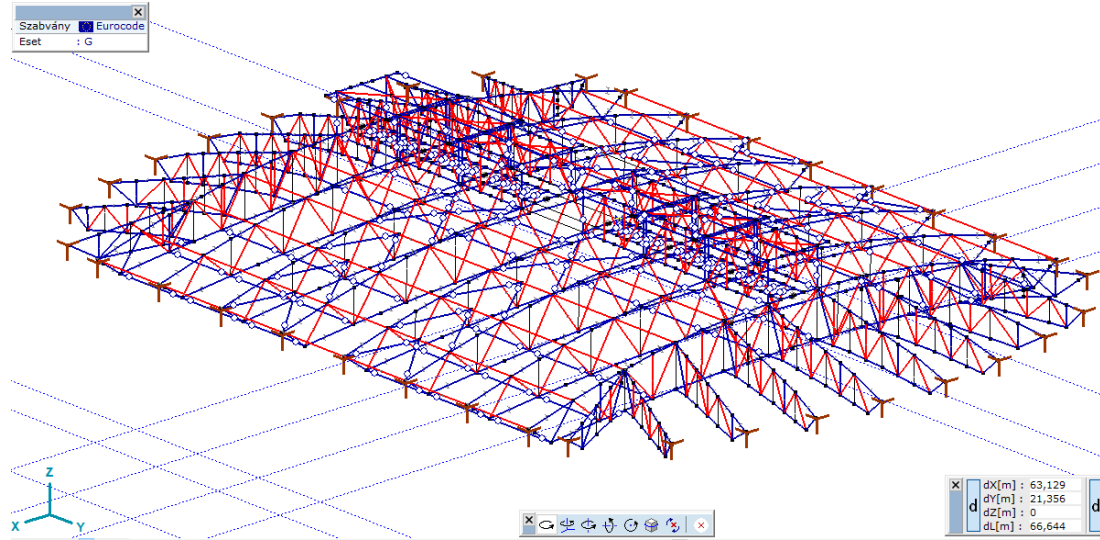 Szabvány Eurocode
Eset : G
Z
X
Y
d
dX[m] : 63,129
dY[m] : 21,356
dZ[m] : 0
dL[m] : 66,644
d